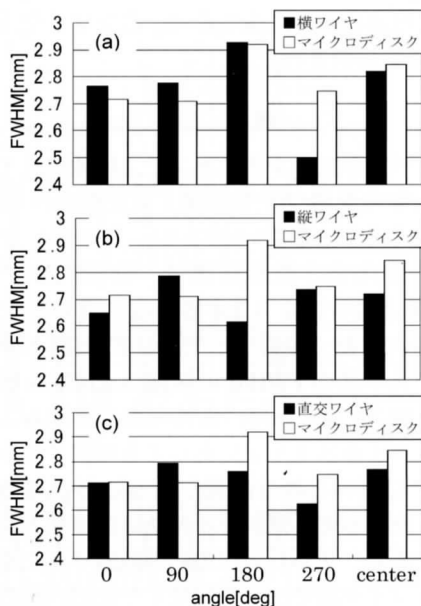 (a)
横ワイヤ
マイクロディスク
FWHM[mm]
3
2.9
2.8
2.7
2.6
2.5
2.4
(b)
縦ワイヤ
マイクロディスク
FWHM[mm]
3
2.9
2.8
2.7
2.6
2.5
2.4
(c)
直交ワイヤ
マイクロディスク
FWHM[mm]
3
2.9
2.8
2.7
2.6
2.5
2.4
0 90 180 270 center
angle[deg]